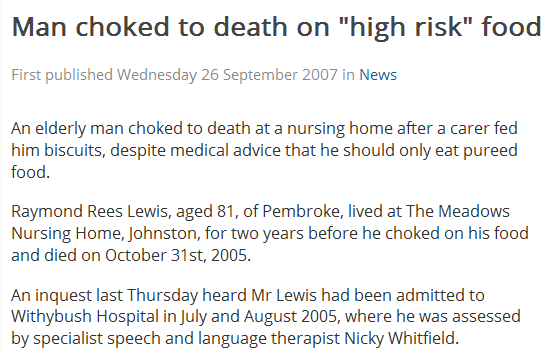 Man choked to death on "high risk" food
First published Wednesday 26 September 2007 in News
An elderly man choked to death at a nursing home after a carer fed
him biscuits, despite medical advice that he should only eat pureed
food.
Raymond Rees Lewis, aged 81, of Pembroke, lived at The Meadows
Nursing Home, Johnston, for two years before he choked on his food
and died on October 31st, 2005.
An inquest last Thursday heard Mr Lewis had been admitted to
Withybush Hospital in July and August 2005, where he was assessed
by specialist speech and language therapist Nicky Whitfield.